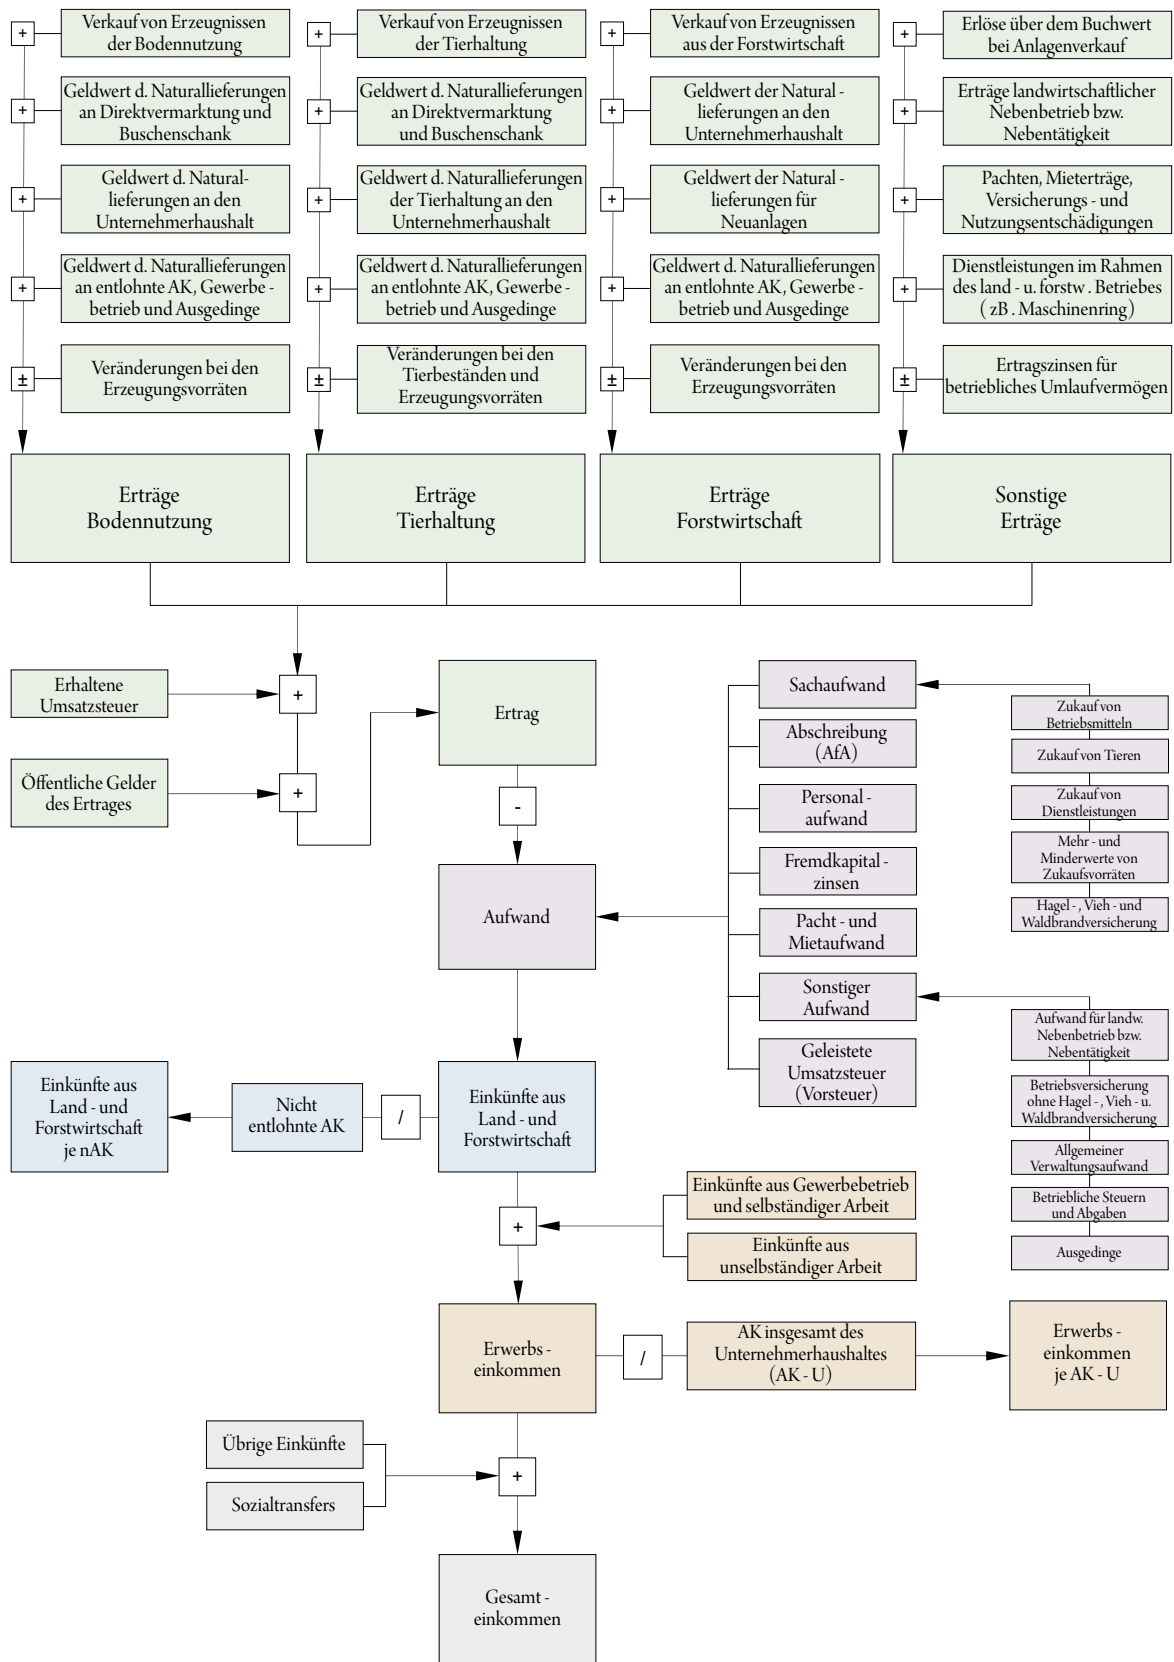 +
Verkauf von Erzeugnissen
der Bodennutzung
+
Geldwert d. Naturallieferungen
an Direktvermarktung und
Buschenschank
+
Geldwert d. Natural-
lieferungen an den
Unternehmerhaushalt
+
Geldwert d. Naturallieferungen
an entlohnte AK, Gewerbe -
betrieb und Ausgedinge
±
Veränderungen bei den
Erzeugungsvorräten
Erträge
Bodennutzung
+
Verkauf von Erzeugnissen
der Tierhaltung
+
Geldwert d. Naturallieferungen
an Direktvermarktung
und Buschenschank
+
Geldwert d. Naturallieferungen
der Tierhaltung an den
Unternehmerhaushalt
+
Geldwert d. Naturallieferungen
an entlohnte AK, Gewerbe -
betrieb und Ausgedinge
±
Veränderungen bei den
Tierbeständen und
Erzeugungsvorräten
Erträge
Tierhaltung
+
Verkauf von Erzeugnissen
aus der Forstwirtschaft
+
Geldwert der Natural -
lieferungen an den
Unternehmerhaushalt
+
Geldwert der Natural -
lieferungen für
Neuanlagen
+
Geldwert d. Naturallieferungen
an entlohnte AK, Gewerbe -
betrieb und Ausgedinge
±
Veränderungen bei den
Erzeugungsvorräten
Erträge
Forstwirtschaft
+
Erlöse über dem Buchwert
bei Anlagenverkauf
+
Erträge landwirtschaftlicher
Nebenbetrieb bzw.
Nebentätigkeit
+
Pachten, Mieterträge,
Versicherungs - und
Nutzungsentschädigungen
+
Dienstleistungen im Rahmen
des land - u. forstw . Betriebes
( zB . Maschinenring)
±
Ertragszinsen für
betriebliches Umlaufvermögen
Sonstige
Erträge
Erhaltene
Umsatzsteuer
+
Öffentliche Gelder
des Ertrages
+
Ertrag
-
Aufwand
Sachaufwand
Abschreibung
(AfA)
Personal -
aufwand
Fremdkapital -
zinsen
Pacht - und
Mietaufwand
Sonstiger
Aufwand
Geleistete
Umsatzsteuer
(Vorsteuer)
Zukauf von
Betriebsmitteln
Zukauf von Tieren
Zukauf von
Dienstleistungen
Mehr - und
Minderwerte von
Zukaufsvorräten
Hagel - , Vieh - und
Waldbrandversicherung
Aufwand für landw.
Nebenbetrieb bzw.
Nebentätigkeit
Betriebsversicherung
ohne Hagel - , Vieh - u.
Waldbrandversicherung
Allgemeiner
Verwaltungsaufwand
Betriebliche Steuern
und Abgaben
Ausgedinge
Einkünfte aus
Land - und
Forstwirtschaft
je nAK
Nicht
entlohnte AK
/
Einkünfte aus
Land - und
Forstwirtschaft
+
Einkünfte aus Gewerbebetrieb
und selbständiger Arbeit
Einkünfte aus
unselbständiger Arbeit
Erwerbs -
einkommen
/
AK insgesamt des
Unternehmerhaushaltes
(AK - U)
Erwerbs -
einkommen
je AK - U
Übrige Einkünfte
Sozialtransfers
+
Gesamt -
einkommen